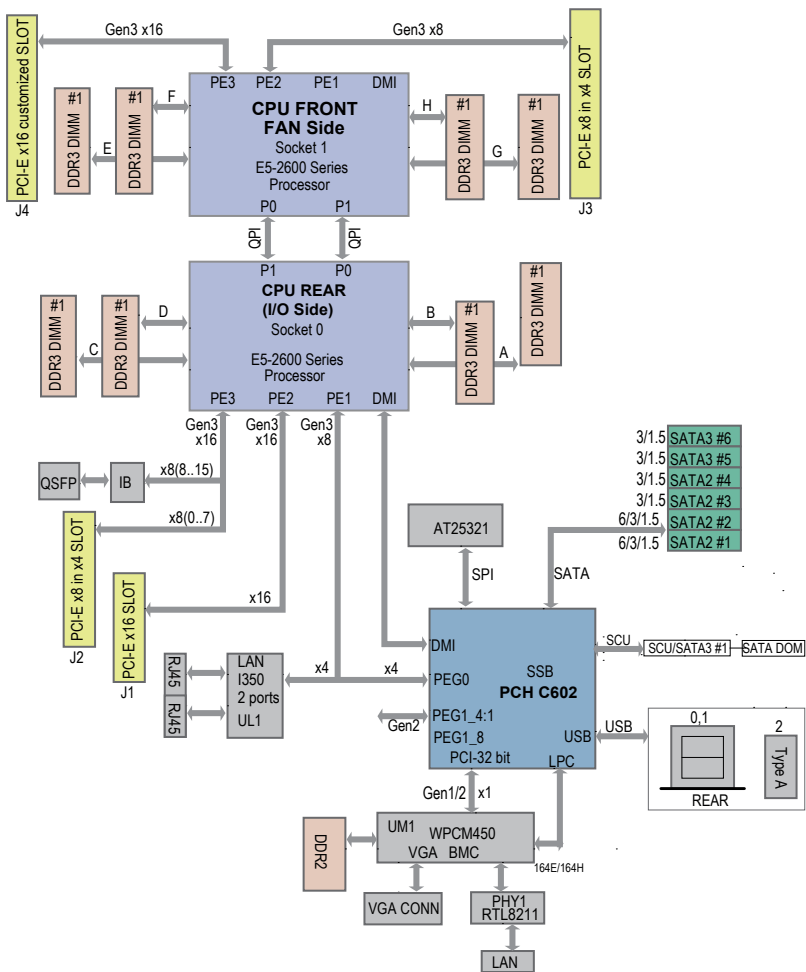 Gen3 x16
Gen3 x8
PCI-E x16 customized SLOT
J4
PCI-E x8 in x4 SLOT
J3
PE3 PE2 PE1 DMI
CPU FRONT
FAN Side
Socket 1
E5-2600 Series
Processor
P0 P1
#1
DDR3 DIMM
#1
DDR3 DIMM
F
E
H
G
#1
DDR3 DIMM
#1
DDR3 DIMM
QPI
QPI
P1 P0
CPU REAR
(I/O Side)
Socket 0
E5-2600 Series
Processor
PE3 PE2 PE1 DMI
#1
DDR3 DIMM
#1
DDR3 DIMM
D
C
B
A
#1
DDR3 DIMM
#1
DDR3 DIMM
Gen3
x16
Gen3
x16
Gen3
x8
QSFP
IB
x8(8..15)
x8(0..7)
PCI-E x8 in x4 SLOT
J2
PCI-E x16 SLOT
J1
x16
RJ45
RJ45
LAN
I350
2 ports
UL1
x4
x4
AT25321
SPI
SATA
3/1.5 SATA3 #6
3/1.5 SATA3 #5
3/1.5 SATA2 #4
3/1.5 SATA2 #3
6/3/1.5 SATA2 #2
6/3/1.5 SATA2 #1
DMI
PEG0
SSB
PCH C602
PEG1_4:1
PEG1_8
PCI-32 bit
USB
LPC
Gen2
SCU
SCU/SATA3 #1
SATA DOM
USB
0,1
2
Type A
REAR
Gen1/2 x1
DDR2
UM1
WPCM450
VGA BMC
164E/164H
VGA CONN
PHY1
RTL8211
LAN